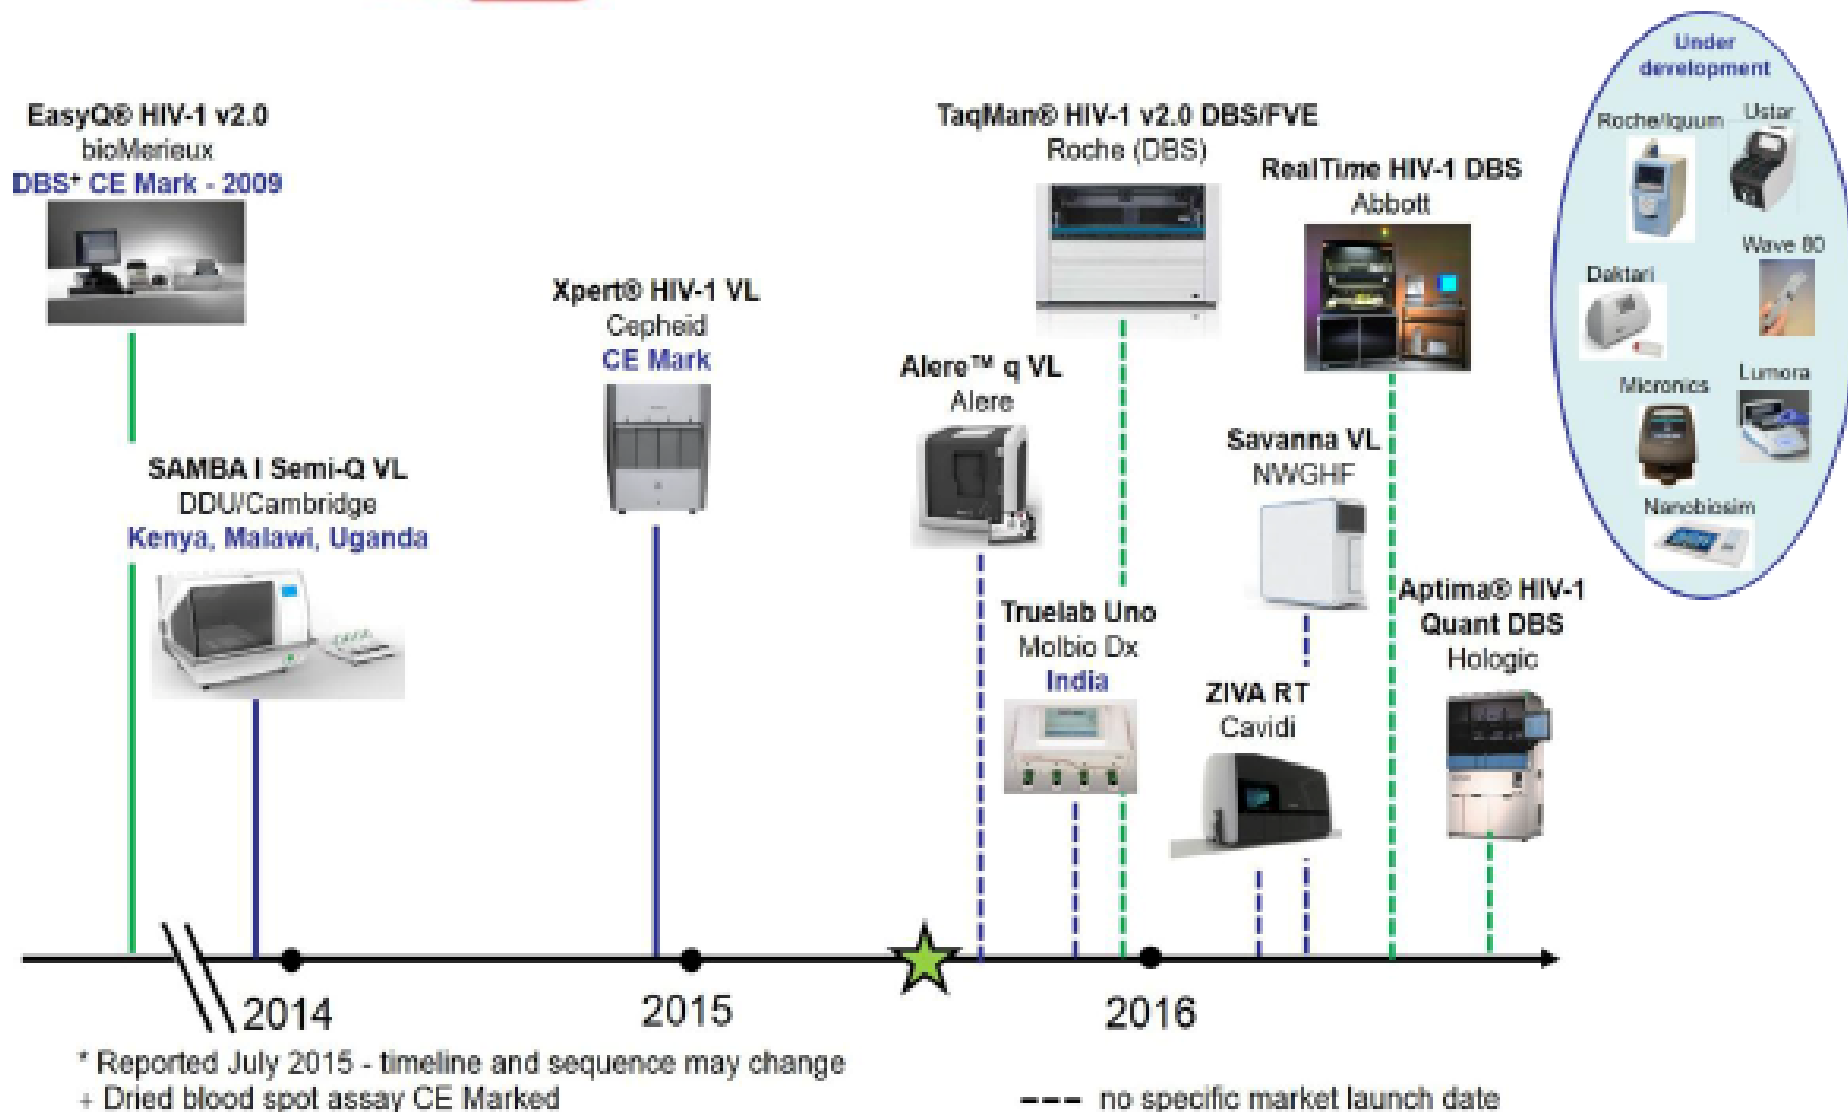 EasyQ® HIV-1 v2.0
bioMerieux
DBS+ CE Mark - 2009
SAMBA I Semi-Q VL
DDU/Cambridge
Kenya, Malawi, Uganda
Xpert® HIV-1 VL
Cepheid
CE Mark
Alere™ q VL
Alere
TaqMan® HIV-1 v2.0 DBS/FVE
Roche (DBS)
Truelab Uno
Molbio Dx
India
RealTime HIV-1 DBS
Abbott
Savanna VL
NWGHF
ZIVA RT
Cavidi
Aptima® HIV-1
Quant DBS
Hologic
Under
development
Roche/Iquum
Ustar
Wave 80
Daktari
Lumora
Micronics
Nanobiosim
2014
2015
2016
* Reported July 2015 - timeline and sequence may change
+ Dried blood spot assay CE Marked
--- no specific market launch date